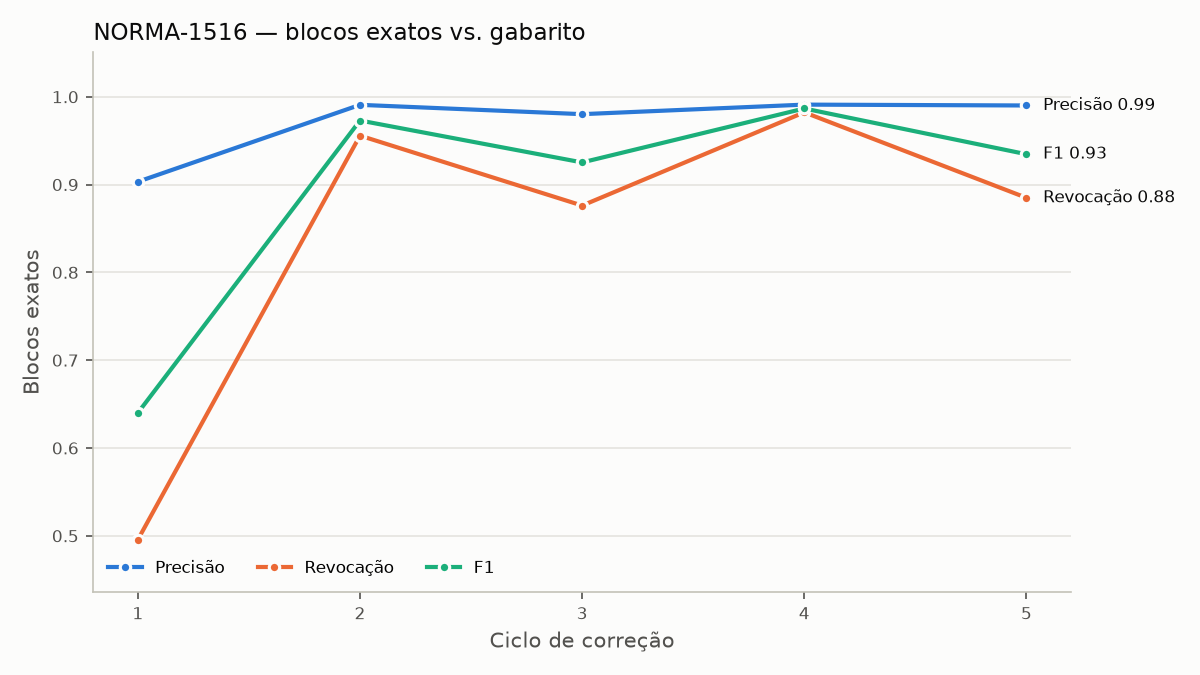 NORMA-1516 — blocos exatos vs. gabarito
Blocos exatos
1.0
0.9
0.8
0.7
0.6
0.5
Precisão 0.99
F1 0.93
Revocação 0.88
Precisão
Revocação
F1
1
2
3
4
5
Ciclo de correção